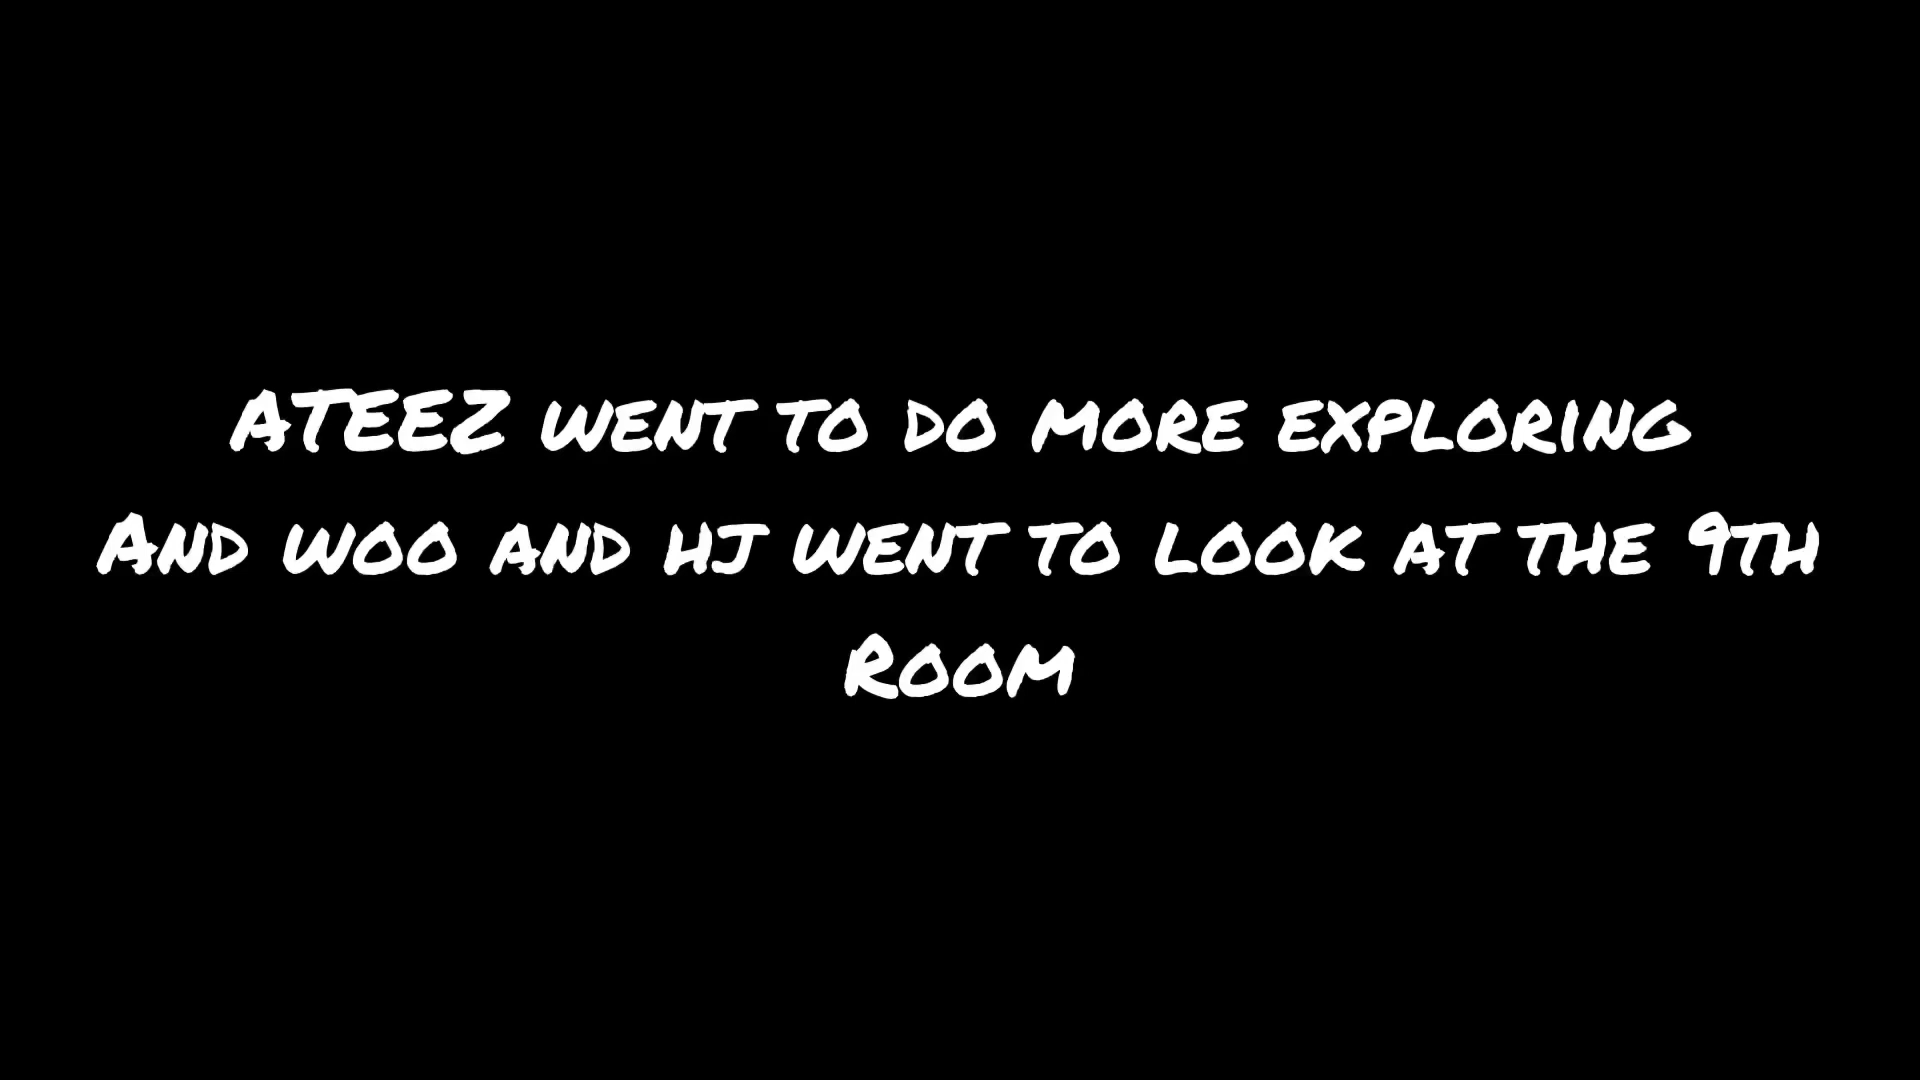 ATEEZ went to do more exploring
And woo and hj went to look at the 9th
Room